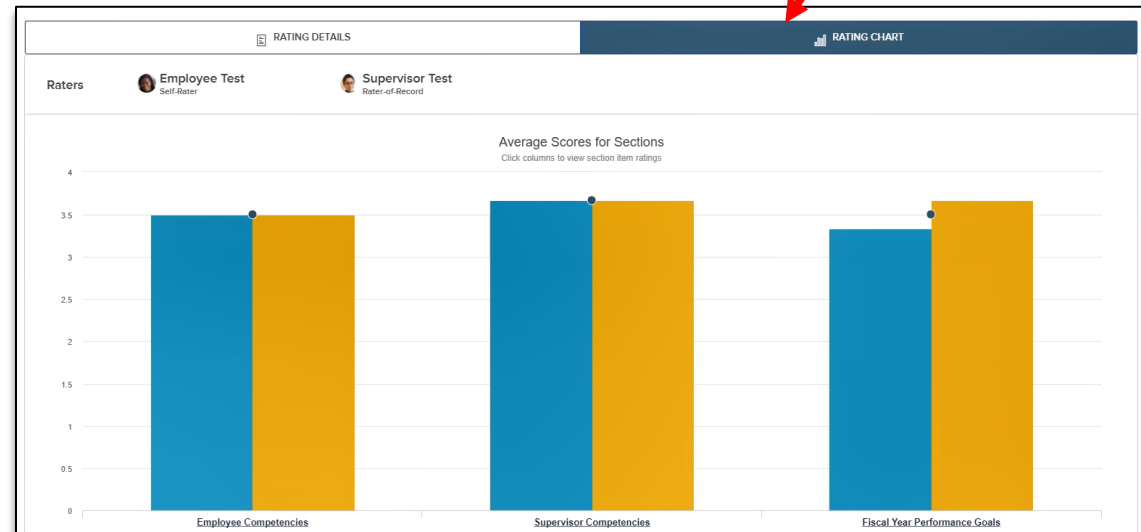 RATING DETAILS
RATING CHART
Raters
Employee Test
Self-Rater
Supervisor Test
Rater-of-Record
Average Scores for Sections
Click columns to view section item ratings
4
3.5
3
2.5
2
1.5
1
0.5
0
Employee Competencies
Supervisor Competencies
Fiscal Year Performance Goals